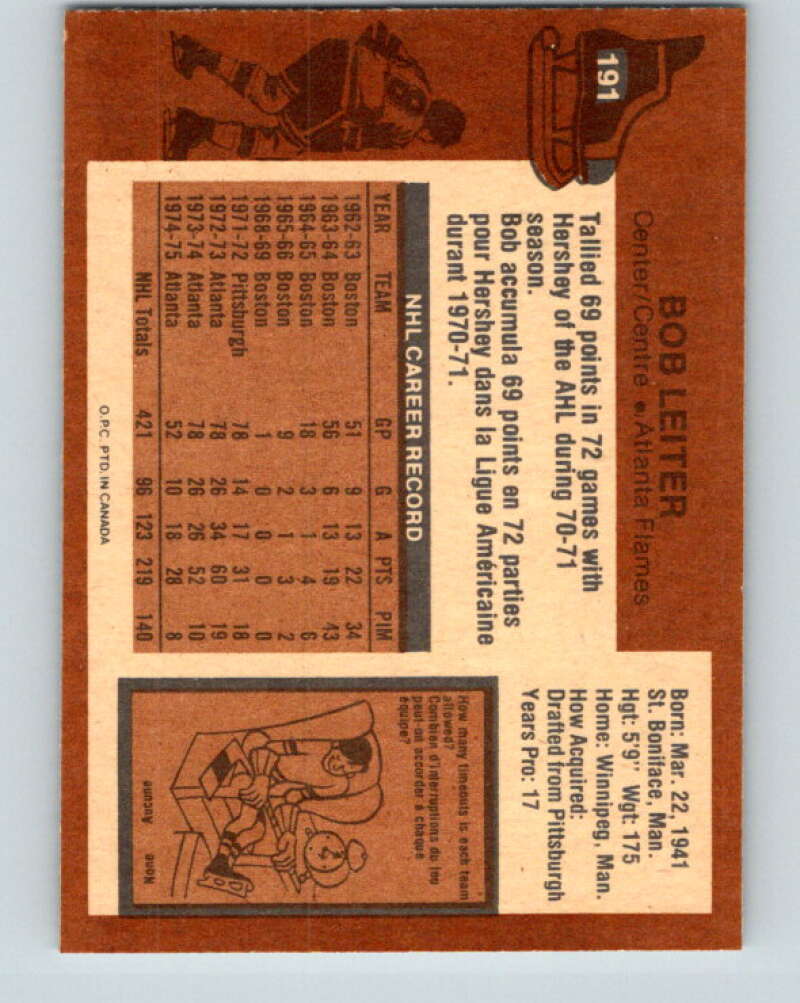 191
BOB LEITER
Center/Centre • Atlanta Flames
Tallied 69 points in 72 games with
Hershey of the AHL during 70-71
season.
Bob accumula 69 points en 72 parties
pour Hershey dans la Ligue Américaine
durant 1970-71.
Born: Mar. 22, 1941
St. Boniface, Man.
Hgt: 5'9" Wgt: 175
Home: Winnipeg, Man.
How Acquired:
Drafted from Pittsburgh
Years Pro: 17
NHL CAREER RECORD
YEAR TEAM GP G A PTS PIM
1962-63 Boston 51 9 13 22 34
1963-64 Boston 56 6 13 19 43
1964-65 Boston 18 3 1 4 6
1965-66 Boston 9 2 1 3 2
1968-69 Boston 1 0 0 0 0
1971-72 Pittsburgh 78 14 17 31 18
1972-73 Atlanta 78 26 34 60 19
1973-74 Atlanta 78 26 26 52 10
1974-75 Atlanta 52 10 18 28 8
NHL Totals 421 96 123 219 140
How many timeouts is each team
allowed?
Combien d'interruptions du jeu
peut-on accorder à chaque
équipe?
None
Aucune
O.P.C. PTD. IN CANADA